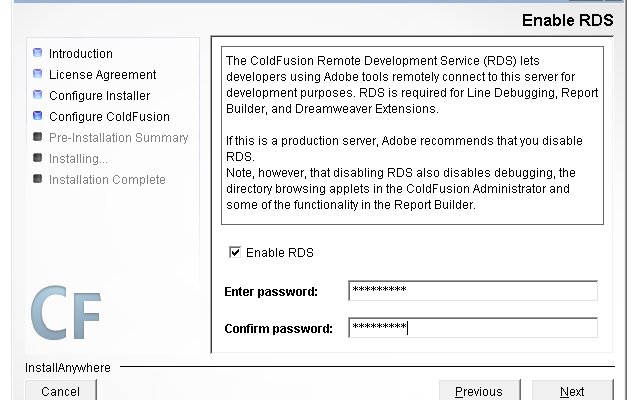 Enable RDS
Introduction
License Agreement
Configure Installer
Configure ColdFusion
Pre-Installation Summary
Installing...
Installation Complete
The ColdFusion Remote Development Service (RDS) lets
developers using Adobe tools remotely connect to this server for
development purposes. RDS is required for Line Debugging, Report
Builder, and Dreamweaver Extensions.
If this is a production server, Adobe recommends that you disable
RDS.
Note, however, that disabling RDS also disables debugging, the
directory browsing applets in the ColdFusion Administrator and
some of the functionality in the Report Builder.
Enable RDS
Enter password: *********
Confirm password: *********
CF
InstallAnywhere
Cancel
Previous
Next